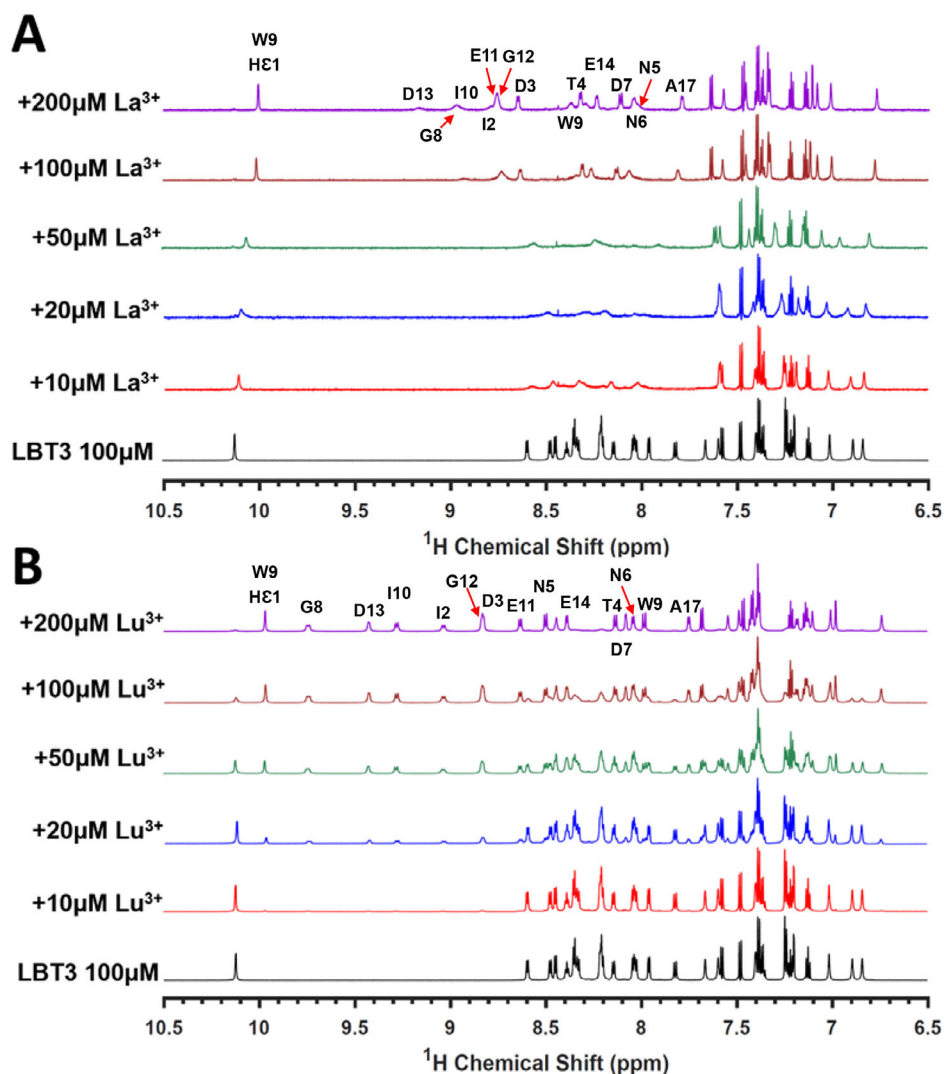 A
W9
HƐ1
E11
G12
E14
N5
D13
I10
D3
T4
D7
A17
+200µM La³⁺
G8
I2
W9
N6
+100µM La³⁺
+50µM La³⁺
+20µM La³⁺
+10µM La³⁺
LBT3 100µM
10.5 10 9.5 9 8.5 8 7.5 7 6.5
¹H Chemical Shift (ppm)
B
W9
HƐ1
G8
D13
I10
I2
G12
D3
E11
N5
E14
T4
N6
W9
A17
+200µM Lu³⁺
D7
+100µM Lu³⁺
+50µM Lu³⁺
+20µM Lu³⁺
+10µM Lu³⁺
LBT3 100µM
10.5 10 9.5 9 8.5 8 7.5 7 6.5
¹H Chemical Shift (ppm)